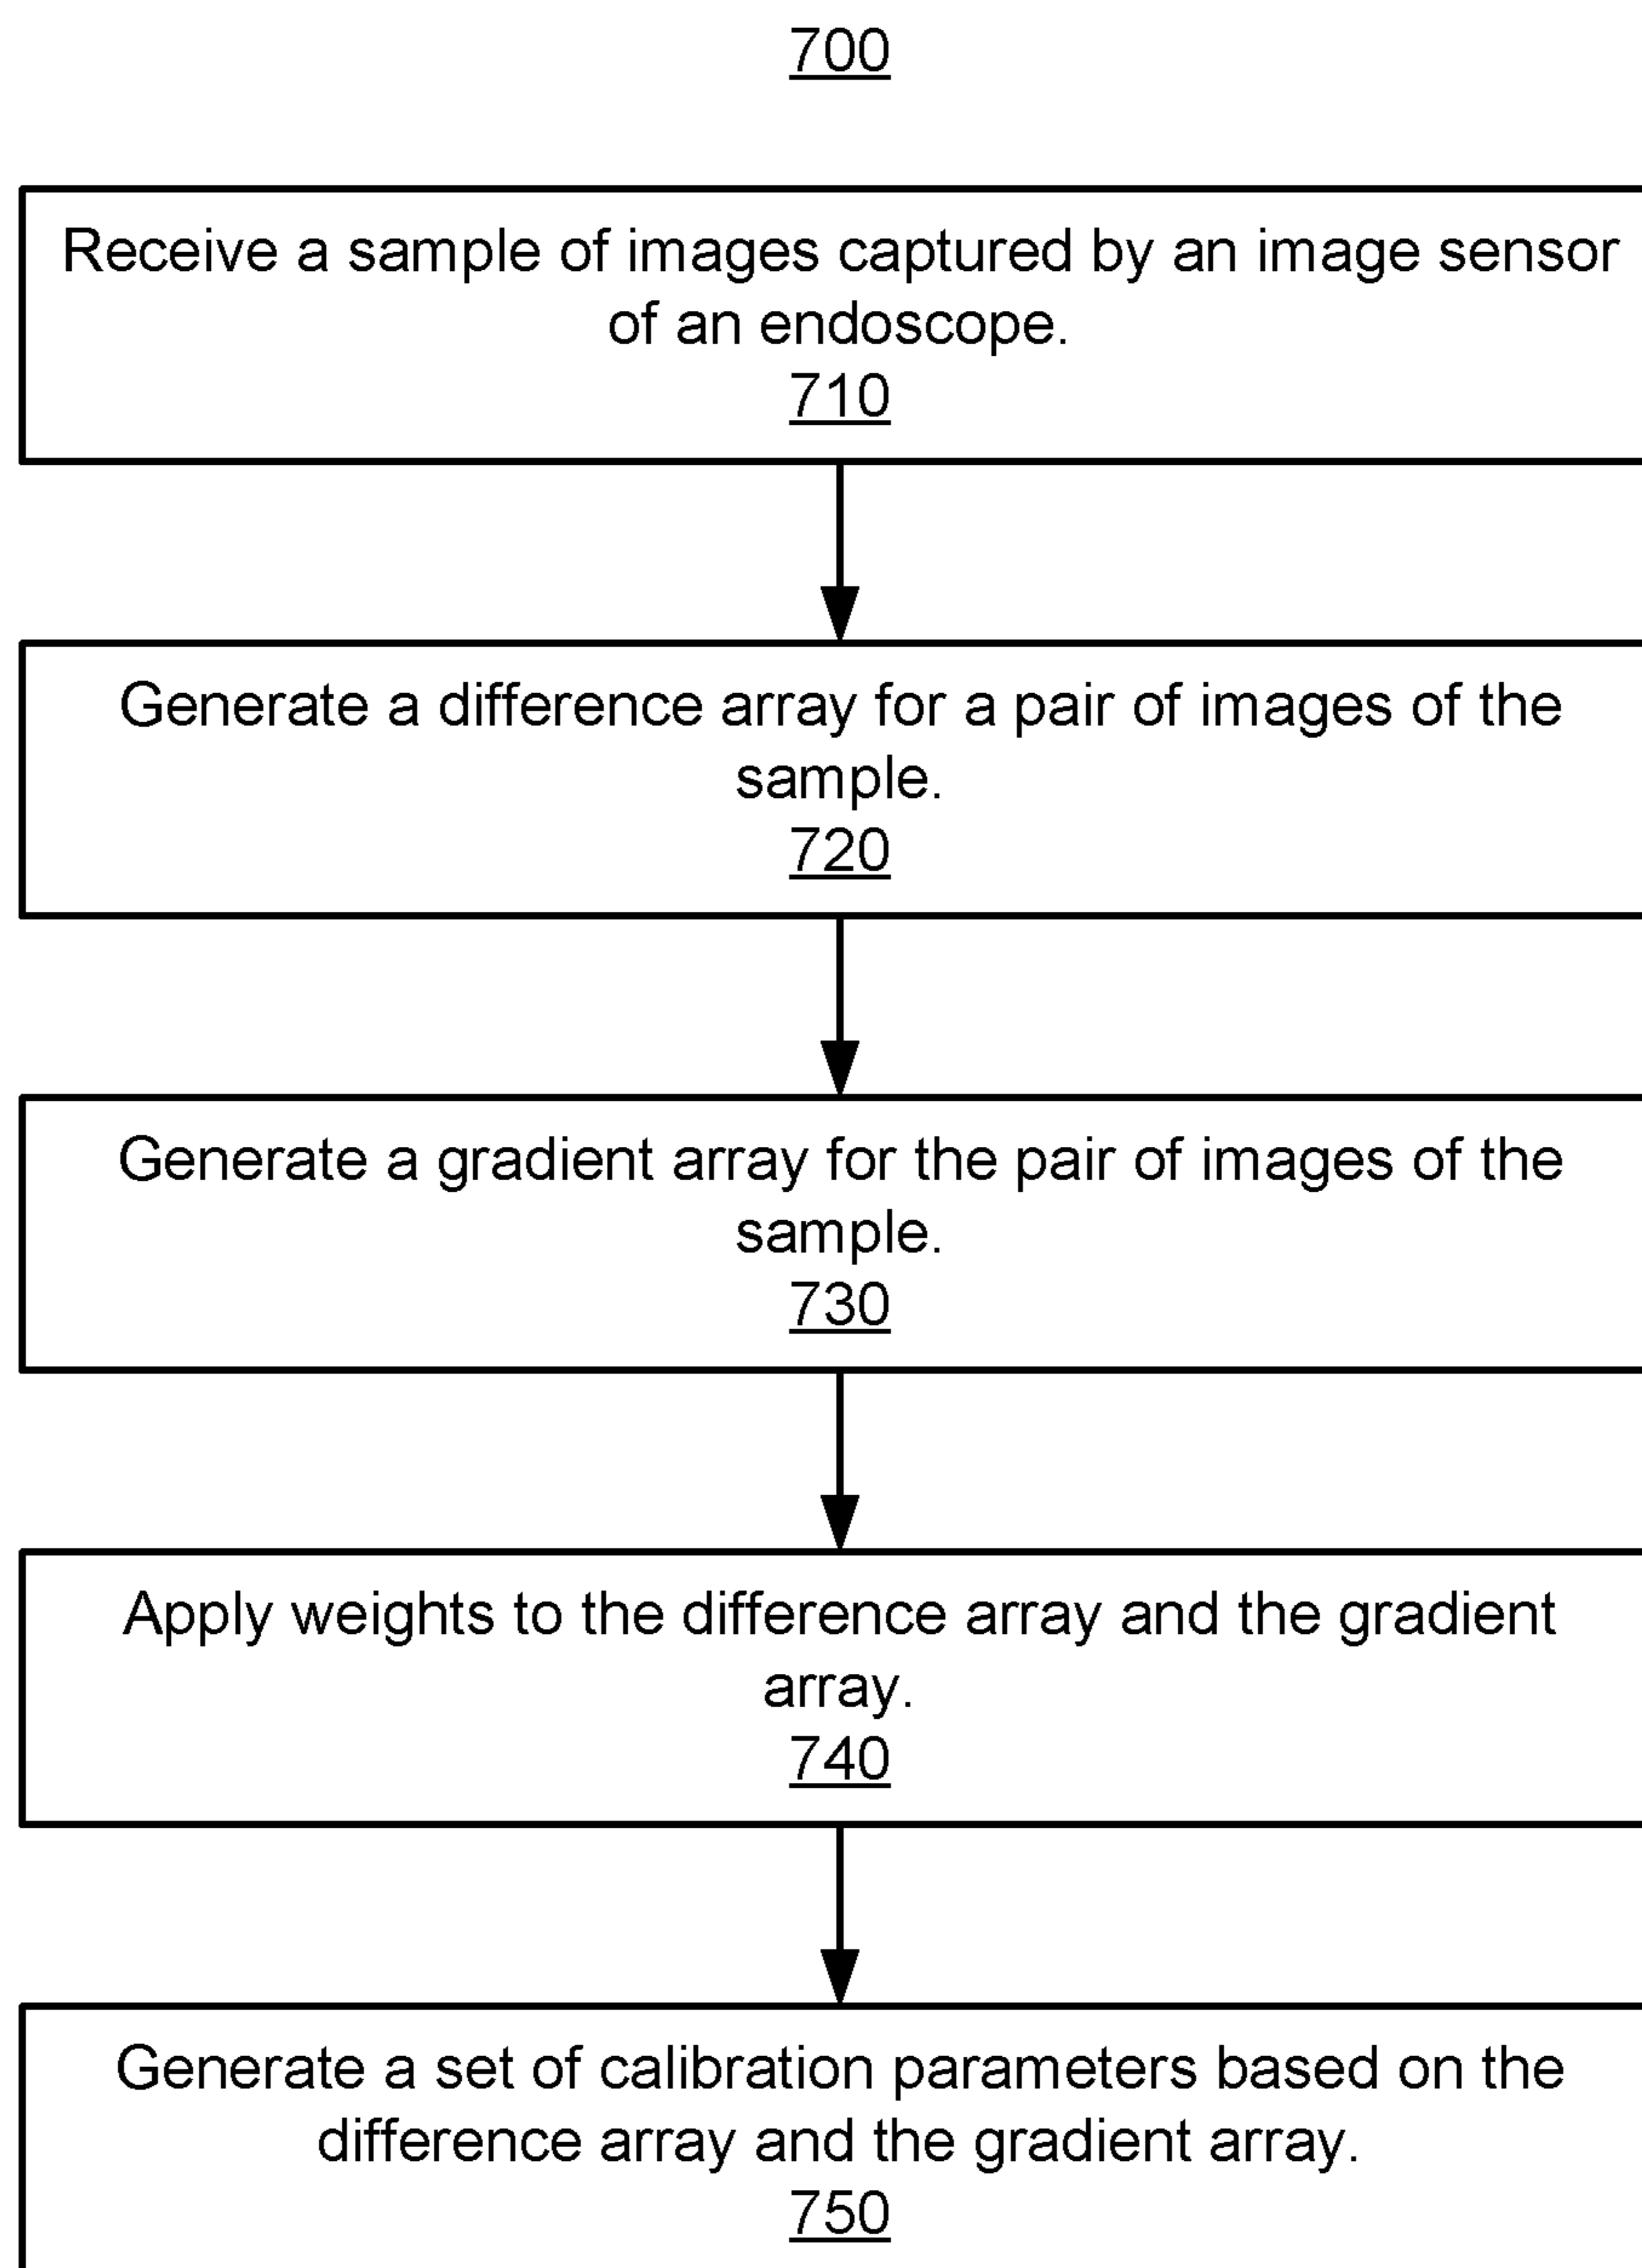 700
Receive a sample of images captured by an image sensor
of an endoscope.
710
Generate a difference array for a pair of images of the
sample.
720
Generate a gradient array for the pair of images of the
sample.
730
Apply weights to the difference array and the gradient
array.
740
Generate a set of calibration parameters based on the
difference array and the gradient array.
750